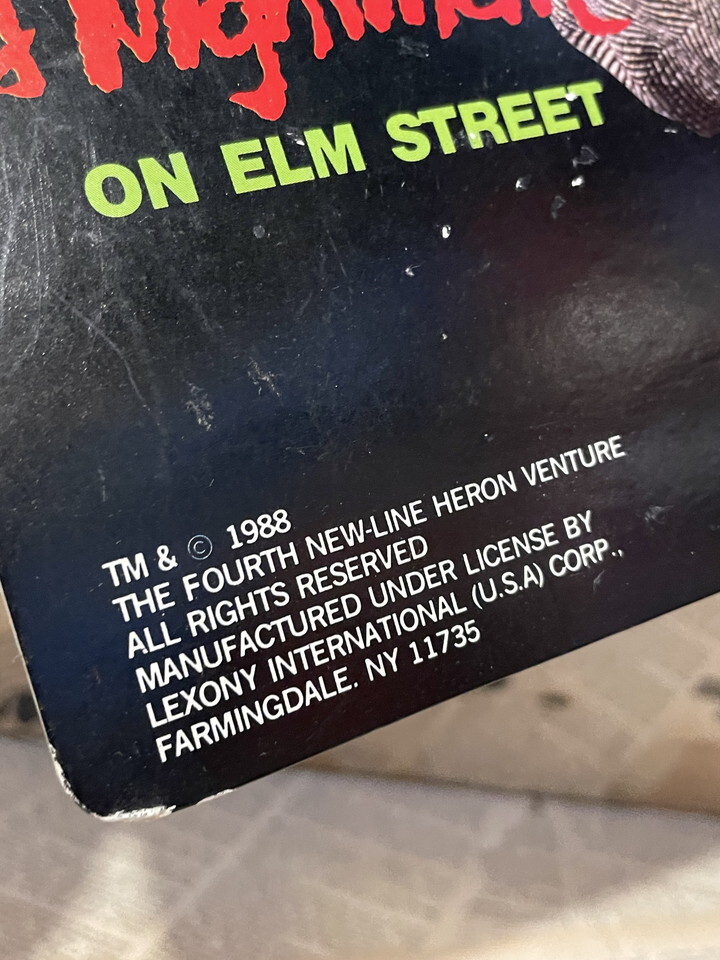 A Nightmare
ON ELM STREET
TM & © 1988
THE FOURTH NEW-LINE HERON VENTURE
ALL RIGHTS RESERVED
MANUFACTURED UNDER LICENSE BY
LEXONY INTERNATIONAL (U.S.A) CORP.,
FARMINGDALE. NY 11735